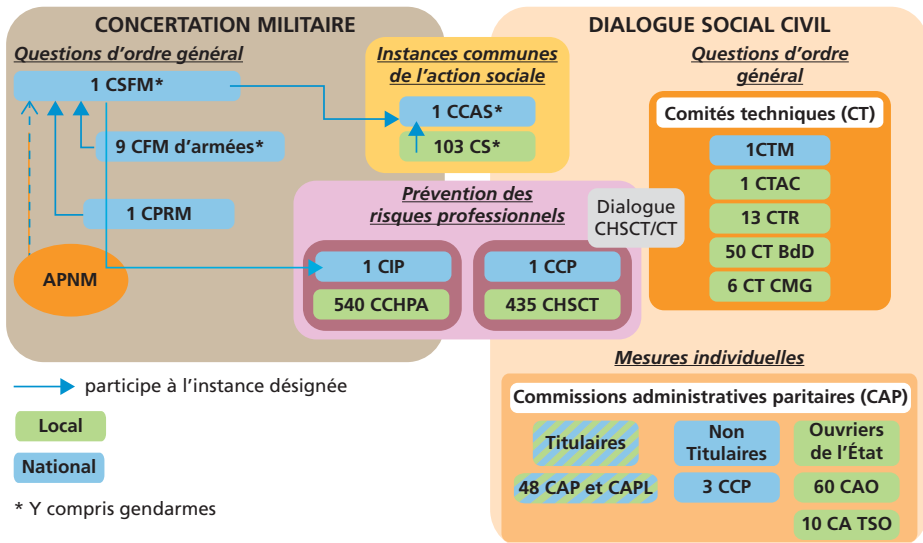 CONCERTATION MILITAIRE
Questions d'ordre général
1 CSFM*
9 CFM d'armées*
1 CPRM
APNM
Instances communes
de l'action sociale
1 CCAS*
103 CS*
Prévention des
risques professionnels
1 CIP
540 CCHPA
1 CCP
435 CHSCT
Dialogue
CHSCT/CT
DIALOGUE SOCIAL CIVIL
Questions d'ordre
général
Comités techniques (CT)
1CTM
1 CTAC
13 CTR
50 CT BdD
6 CT CMG
Mesures individuelles
Commissions administratives paritaires (CAP)
Titulaires
48 CAP et CAPL
Non
Titulaires
3 CCP
Ouvriers
de l'État
60 CAO
10 CA TSO
participe à l'instance désignée
Local
National
* Y compris gendarmes